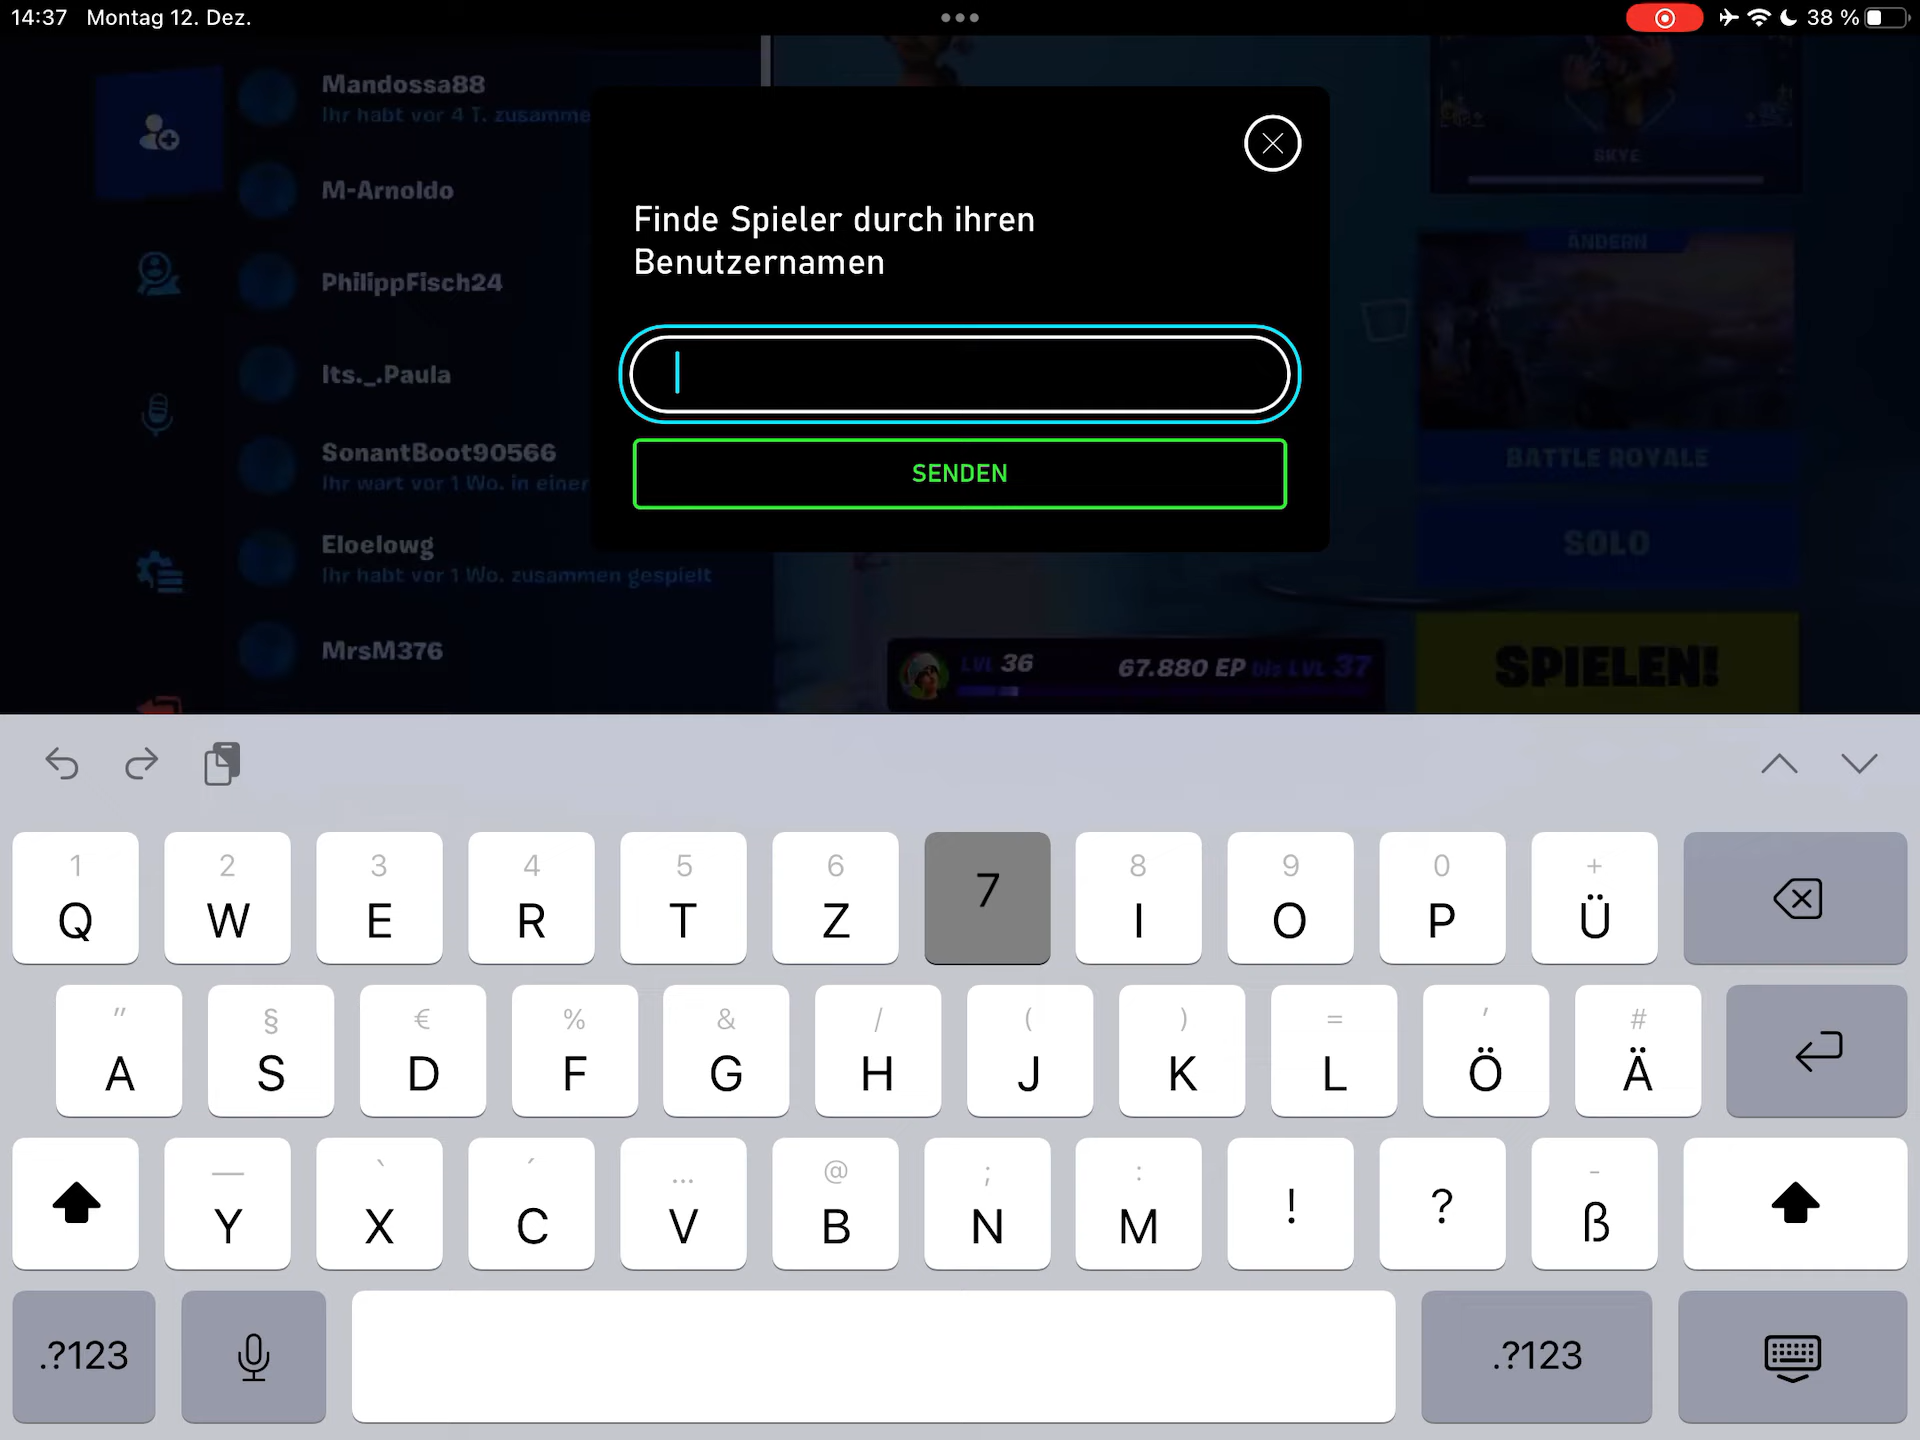 14:37 Montag 12. Dez.
38 %
Mandossa88
Ihr habt vor 4 T. zusamme
M-Arnoldo
PhilippFisch24
Its._.Paula
SonantBoot90566
Ihr wart vor 1 Wo. in einer
Eloelowg
Ihr habt vor 1 Wo. zusammen gespielt
MrsM376
Finde Spieler durch ihren
Benutzernamen
SENDEN
SKYE
ÄNDERN
BATTLE ROYALE
SOLO
LVL 36 67.880 EP bis LVL 37
SPIELEN!
1 2 3 4 5 6 7 8 9 0 +
Q W E R T Z I O P Ü
" § € % & / ( ) = ' #
A S D F G H J K L Ö Ä
— ` ´ ... @ ; : -
Y X C V B N M ! ? ß
.?123 .?123